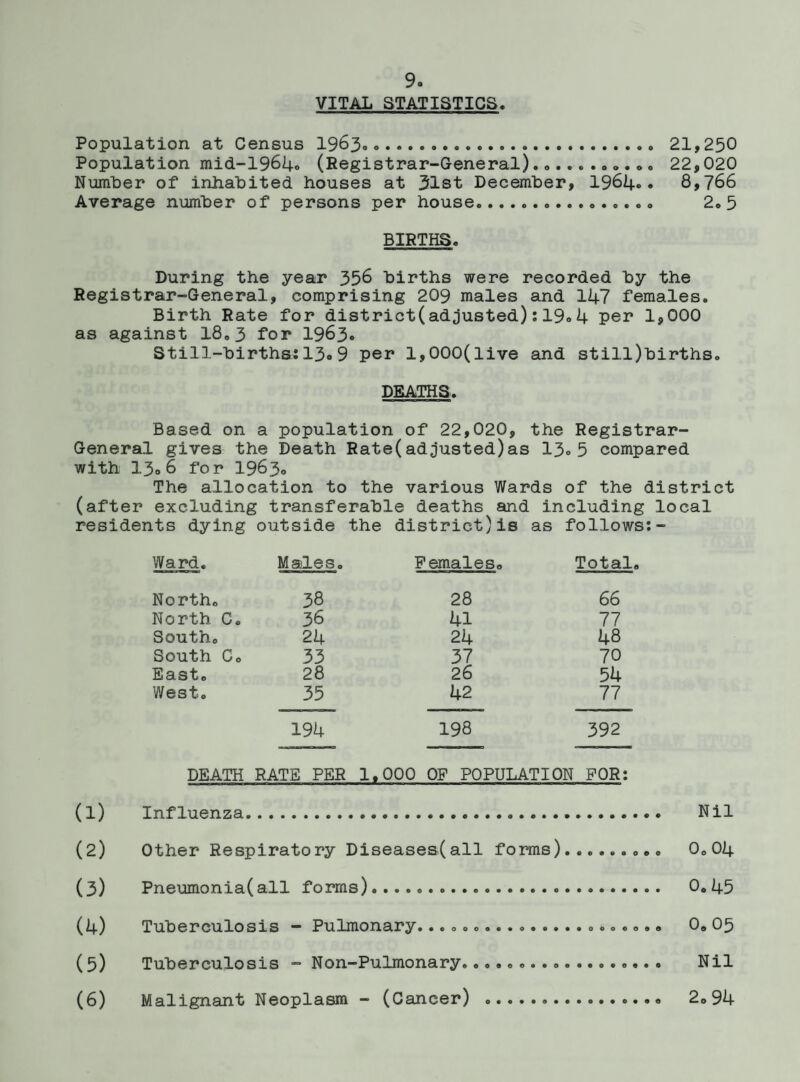 9.
VITAL STATISTICS.
Population at Census 1963........................... 21,250
Population mid-1964. (Registrar-General)........... 22,020
Number of inhabited houses at 31st December, 1964.. 8,766
Average number of persons per house................ 2.5
BIRTHS.
During the year 356 births were recorded by the
Registrar-General, comprising 209 males and 147 females.
Birth Rate for district(adjusted):19.4 per 1,000
as against 18.3 for 1963.
Still-births:13.9 per 1,000(live and still)births.
DEATHS.
Based on a population of 22,020, the Registrar-
General gives the Death Rate(adjusted)as 13.5 compared
with 13.6 for 1963.
The allocation to the various Wards of the district
(after excluding transferable deaths and including local
residents dying outside the district)is as follows:-
Ward. Males. Females. Total.
North. 38 28 66
North C. 36 41 77
South. 24 24 48
South C. 33 37 70
East. 28 26 54
West. 35 42 77
194 198 392
DEATH RATE PER 1,000 OF POPULATION FOR:
(1) Influenza.......................................... Nil
(2) Other Respiratory Diseases(all forms)......... 0.04
(3) Pneumonia(all forms)........................... 0.45
(4) Tuberculosis - Pulmonary....................... 0.05
(5) Tuberculosis - Non-Pulmonary................... Nil
(6) Malignant Neoplasm - (Cancer) ................. 2.94